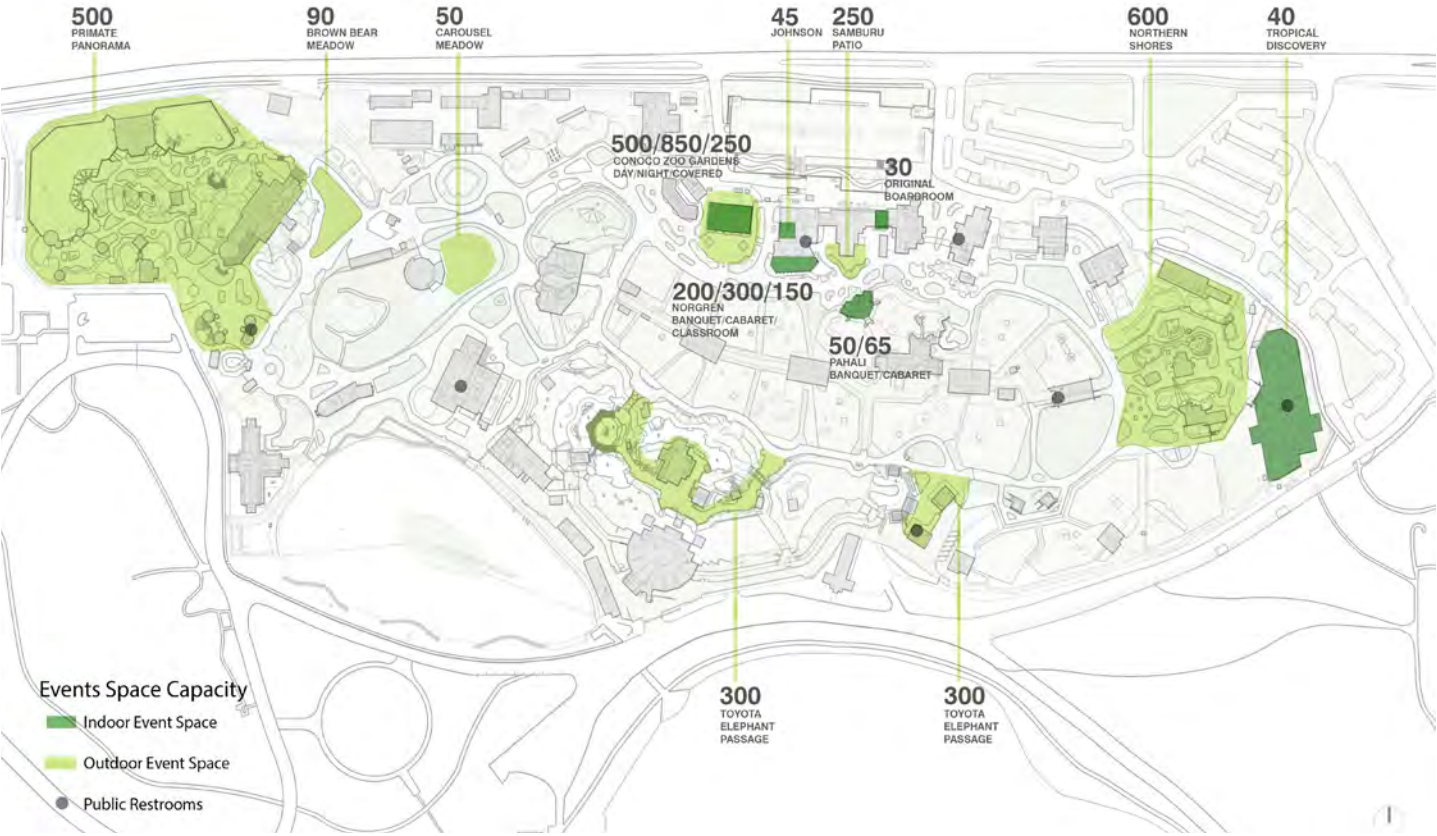 500
PRIMATE
PANORAMA
90
BROWN BEAR
MEADOW
50
CAROUSEL
MEADOW
45
JOHNSON
250
SAMBURU
PATIO
600
NORTHERN
SHORES
40
TROPICAL
DISCOVERY
500/850/250
CONOCO ZOO GARDENS
DAY/NIGHT/COVERED
30
ORIGINAL
BOARDROOM
200/300/150
NORGREN
BANQUET/CABARET/
CLASSROOM
50/65
PAHALI
BANQUET/CABARET
300
TOYOTA
ELEPHANT
PASSAGE
300
TOYOTA
ELEPHANT
PASSAGE
Events Space Capacity
Indoor Event Space
Outdoor Event Space
Public Restrooms